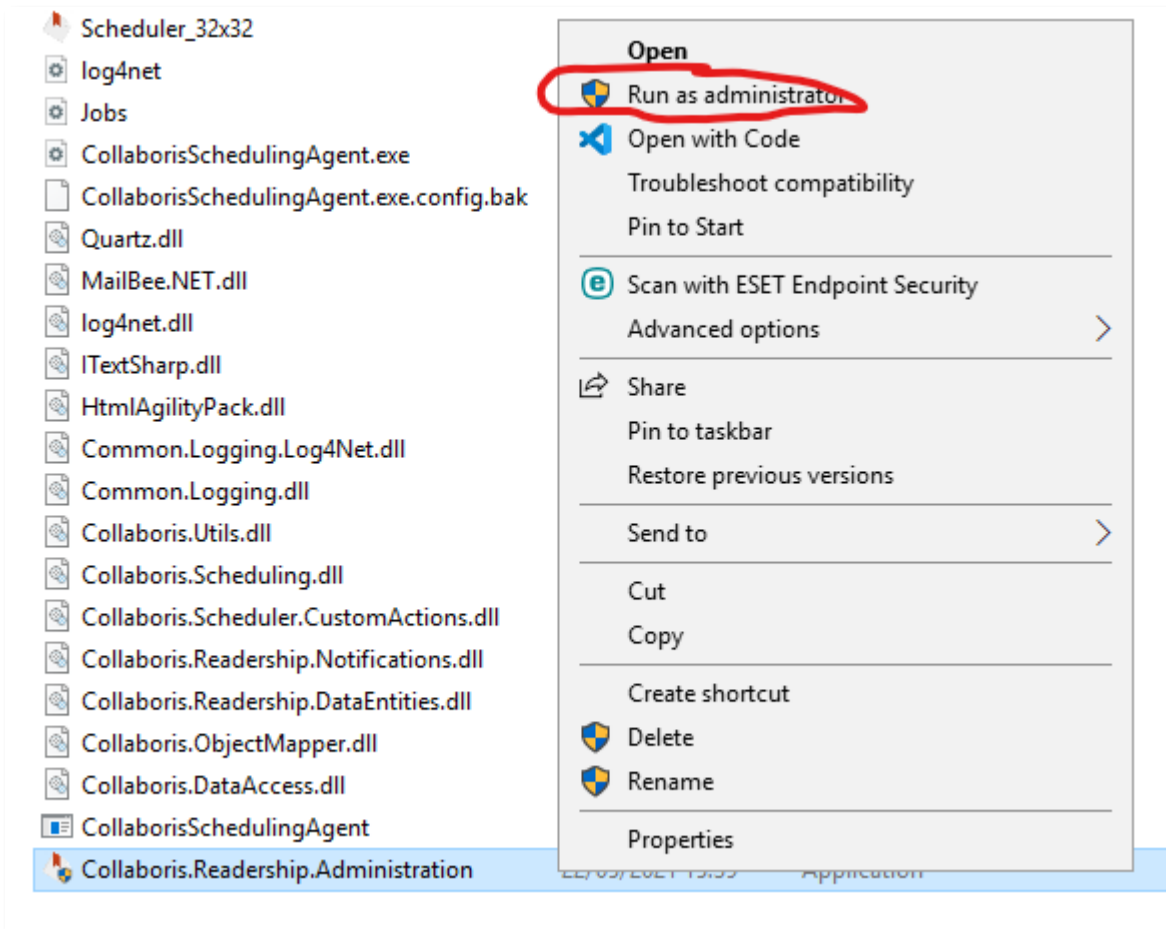 Scheduler_32x32
log4net
Jobs
CollaborisSchedulingAgent.exe
CollaborisSchedulingAgent.exe.config.bak
Quartz.dll
MailBee.NET.dll
log4net.dll
ITextSharp.dll
HtmlAgilityPack.dll
Common.Logging.Log4Net.dll
Common.Logging.dll
Collaboris.Utils.dll
Collaboris.Scheduling.dll
Collaboris.Scheduler.CustomActions.dll
Collaboris.Readership.Notifications.dll
Collaboris.Readership.DataEntities.dll
Collaboris.ObjectMapper.dll
Collaboris.DataAccess.dll
CollaborisSchedulingAgent
Collaboris.Readership.Administration
Application
Open
Run as administrator
Open with Code
Troubleshoot compatibility
Pin to Start
Scan with ESET Endpoint Security
Advanced options
Share
Pin to taskbar
Restore previous versions
Send to
Cut
Copy
Create shortcut
Delete
Rename
Properties